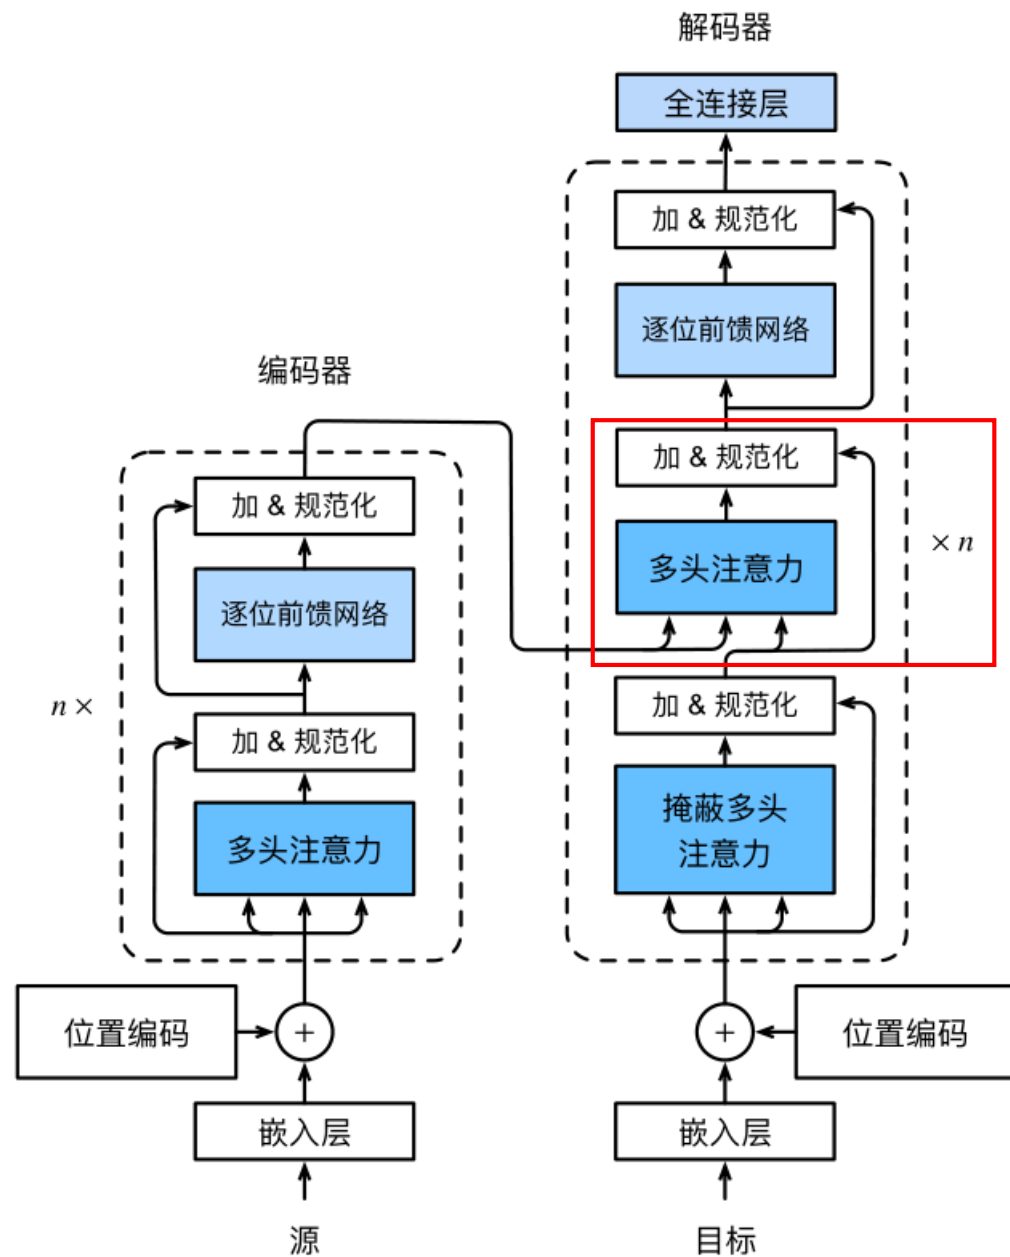 解码器
全连接层
加 & 规范化
逐位前馈网络
加 & 规范化
多头注意力
× n
加 & 规范化
掩蔽多头
注意力
位置编码
+
嵌入层
目标
编码器
加 & 规范化
逐位前馈网络
n ×
加 & 规范化
多头注意力
位置编码
+
嵌入层
源